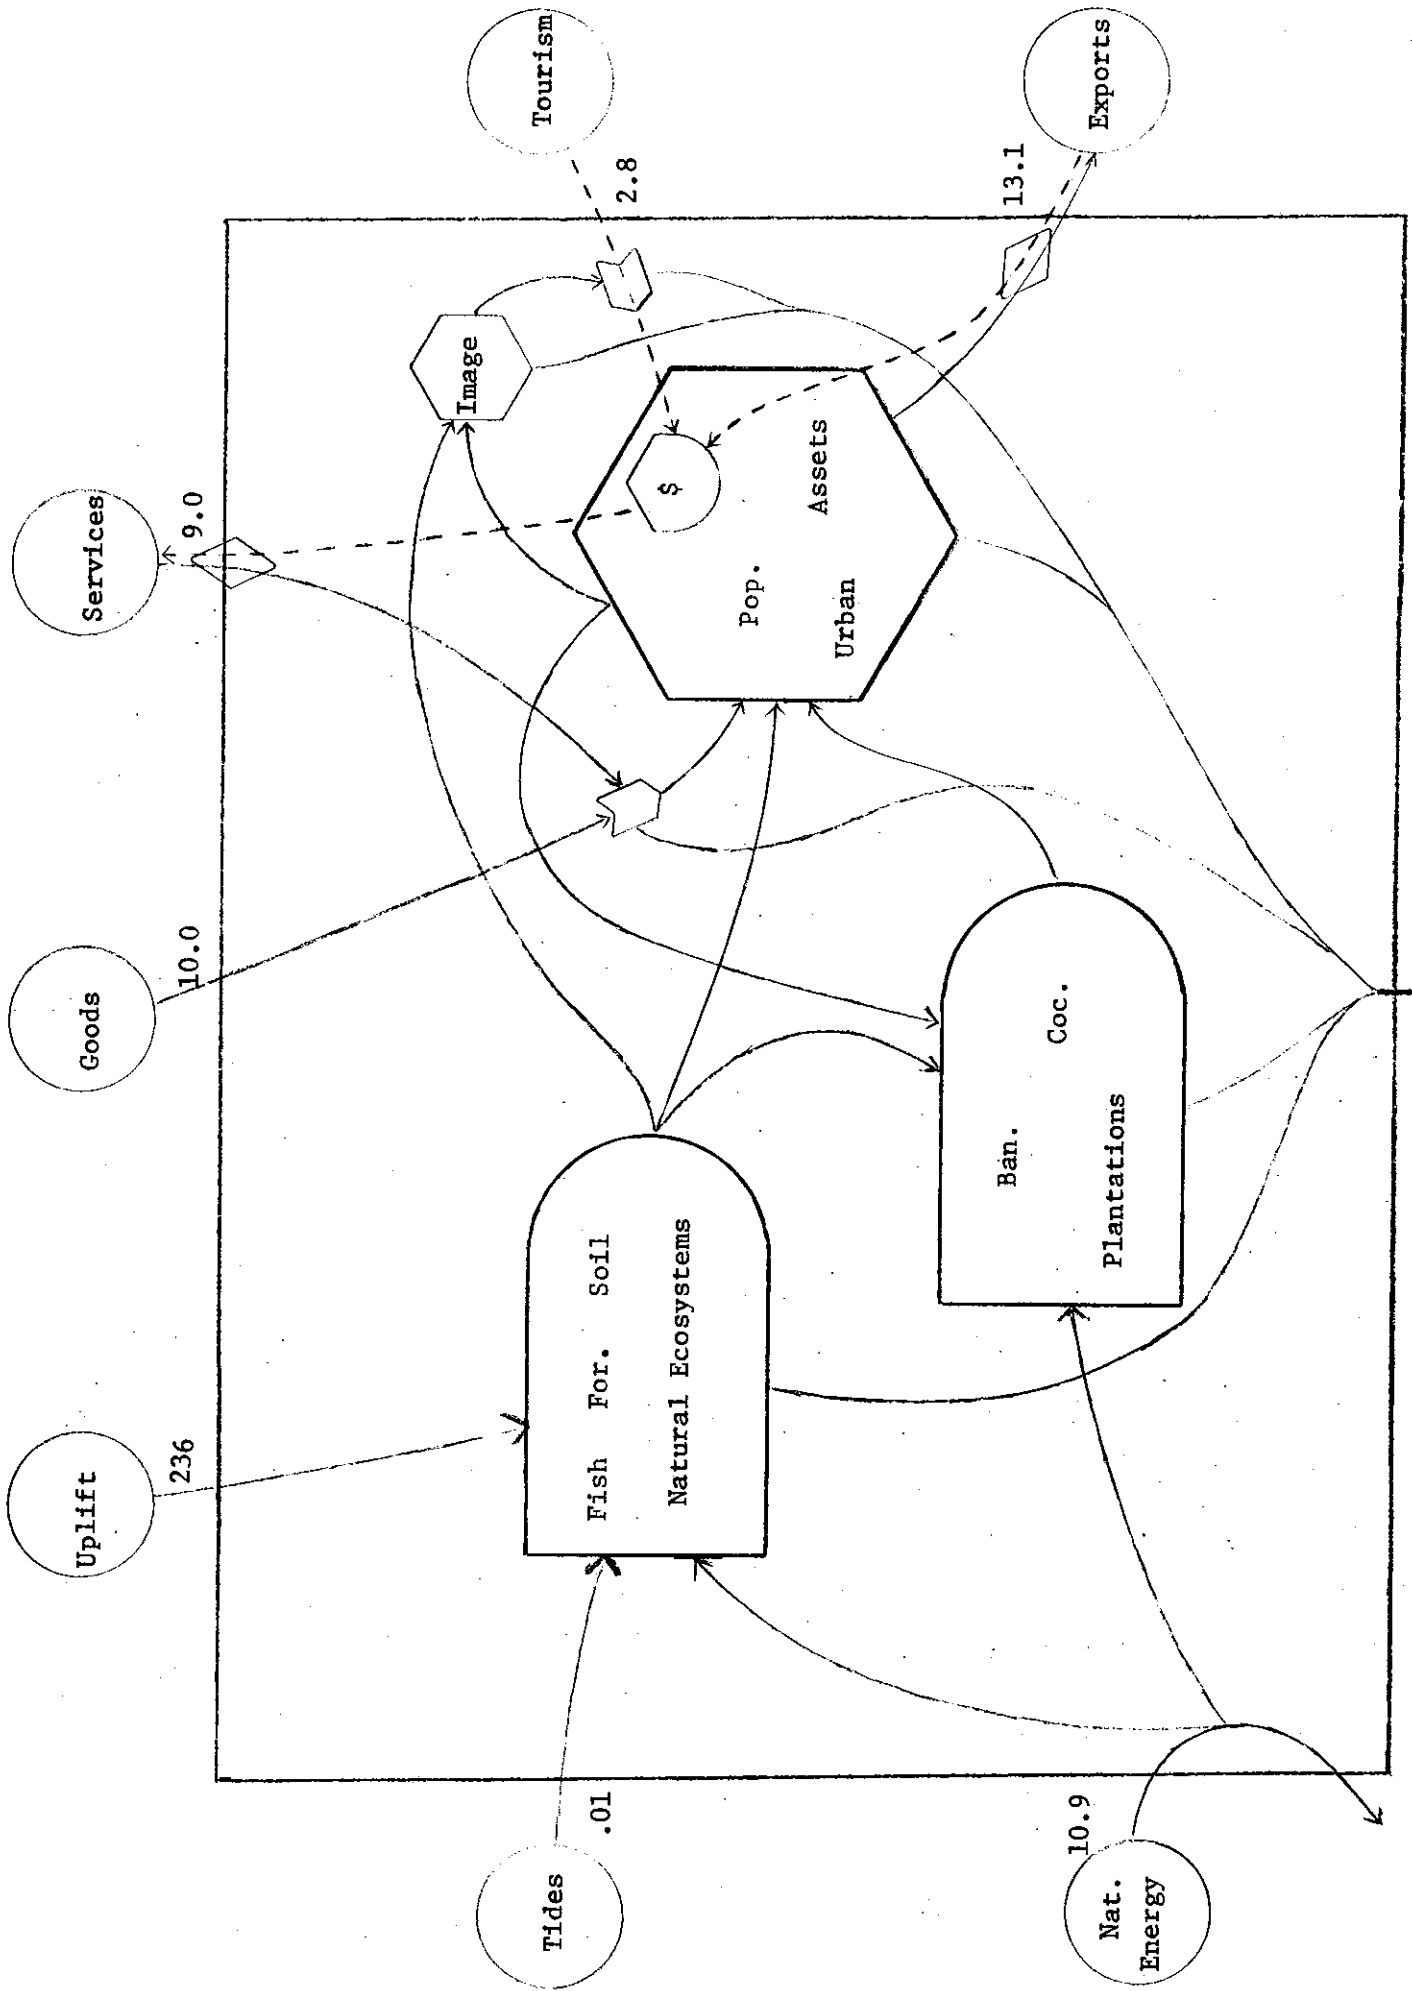 Uplift
Goods
Services
236
10.0
9.0
Image
Tides
.01
Fish For. Soil
Natural Ecosystems
$
Pop.
Assets
Urban
Tourism
2.8
Nat.
Energy
10.9
Ban.
Coc.
Plantations
13.1
Exports